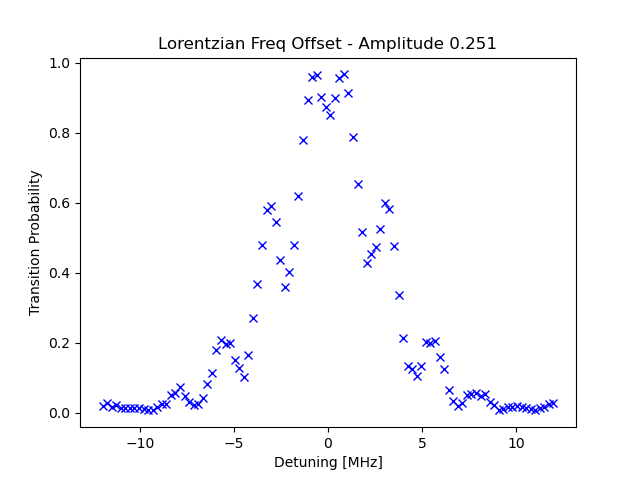 Lorentzian Freq Offset - Amplitude 0.251
1.0
0.8
0.6
0.4
0.2
0.0
Transition Probability
−10 −5 0 5 10
Detuning [MHz]